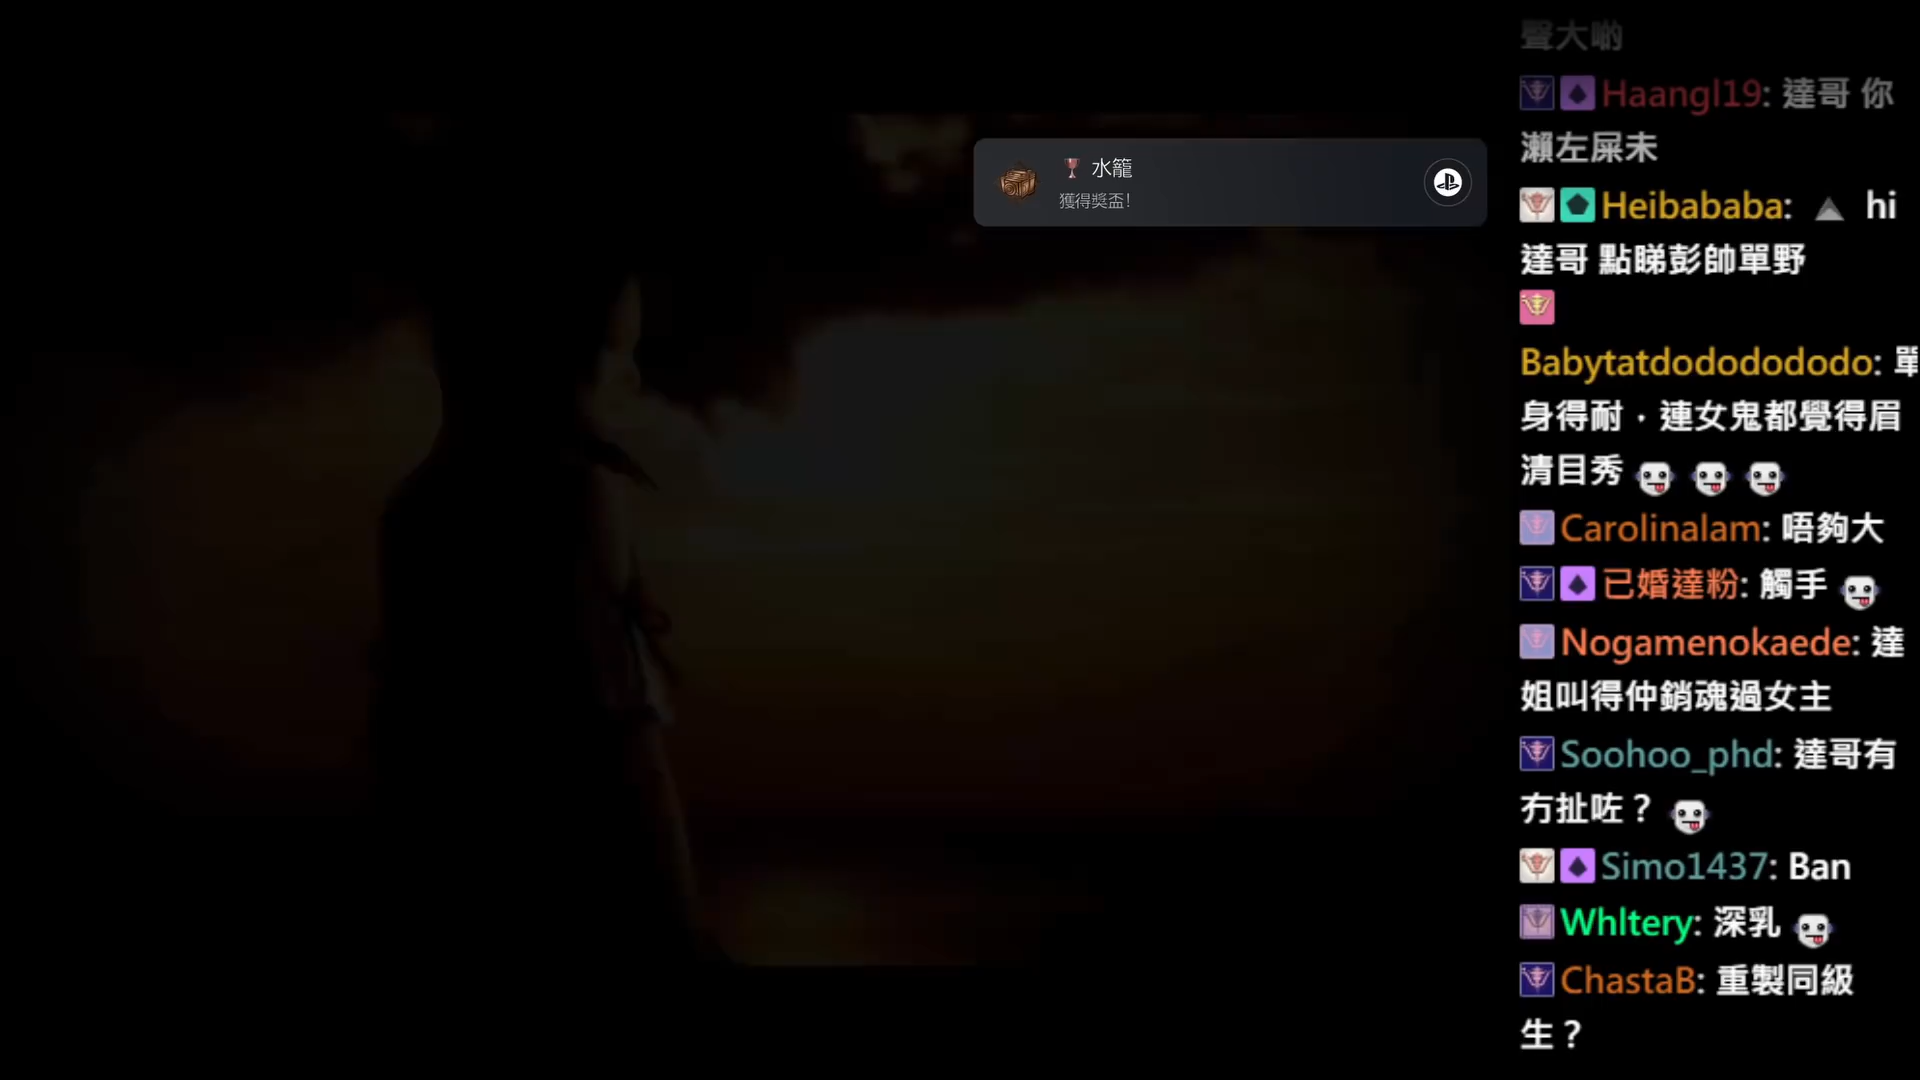 聲大啲
Haangl19: 達哥 你
瀨左屎未
水籠
獲得獎盃!
Heibababa: hi
達哥 點睇彭帥單野
Babytatdodododododo: 單
身得耐，連女鬼都覺得眉
清目秀
Carolinalam: 唔夠大
已婚達粉: 觸手
Nogamenokaede: 達
姐叫得仲銷魂過女主
Soohoo_phd: 達哥有
冇扯咗？
Simo1437: Ban
Whltery: 深乳
ChastaB: 重製同級
生？